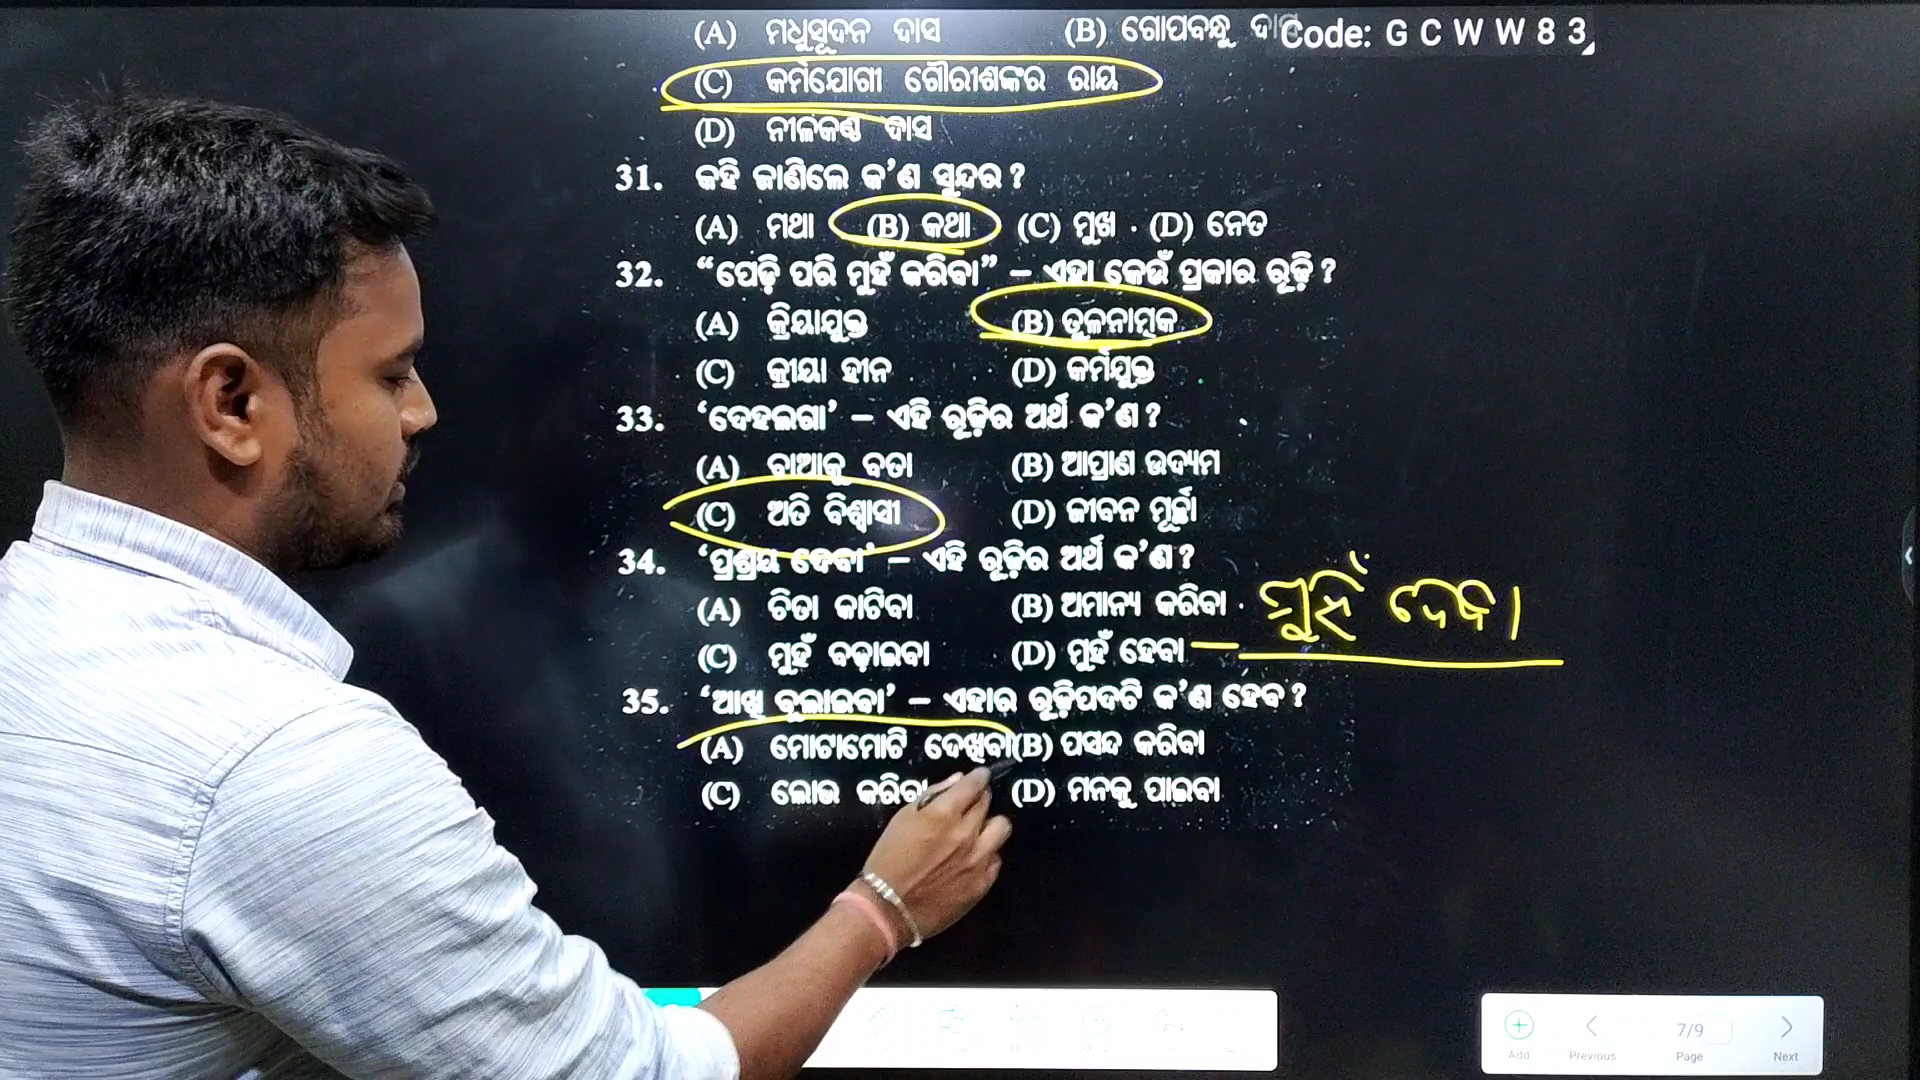 (A) ମଧୁସୂଦନ ଦାସ (B) ଗୋପବନ୍ଧୁ
Code: G C W W 8 3
(C) କର୍ମଯୋଗୀ ଗୌରୀଶଙ୍କର ରାୟ
(D) ନୀଳକଣ୍ଠ ଦାସ
31. କହି ଜାଣିଲେ କ’ଣ ସୁନ୍ଦର ?
(A) ମଥା (B) କଥା (C) ମୁଖ (D) ନେତ
32. “ପେଢ଼ି ପରି ମୁହଁ କରିବା” – ଏହା କେଉଁ ପ୍ରକାର ରୂଢ଼ି ?
(A) କ୍ରିୟାଯୁକ୍ତ (B) ତୁଳନାତ୍ମକ
(C) କ୍ରୀୟା ହୀନ (D) କର୍ମଯୁକ୍ତ
33. ‘ଦେହଲଗା’ – ଏହି ରୂଢ଼ିର ଅର୍ଥ କ’ଣ ?
(A) ବାଆକୁ ବତା (B) ଆପ୍ରାଣ ଉଦ୍ୟମ
(C) ଅତି ବିଶ୍ୱାସୀ (D) ଜୀବନ ମୂର୍ଚ୍ଛା
34. ‘ପ୍ରଶ୍ରୟ ଦେବା’ – ଏହି ରୂଢ଼ିର ଅର୍ଥ କ’ଣ ?
(A) ଚିତା କାଟିବା (B) ଅମାନ୍ୟ କରିବା
(C) ମୁହଁ ବଢ଼ାଇବା (D) ମୁହଁ ହେବା — ମୁହଁ ଦେବା
35. ‘ଆଖି ବୁଲାଇବା’ – ଏହାର ରୂଢ଼ିପଦଟି କ’ଣ ହେବ ?
(A) ମୋଟାମୋଟି ଦେଖିବା (B) ପସନ୍ଦ କରିବା
(C) ଲୋଭ କରିବା (D) ମନକୁ ପାଇବା
7/9
Add Previous Page Next